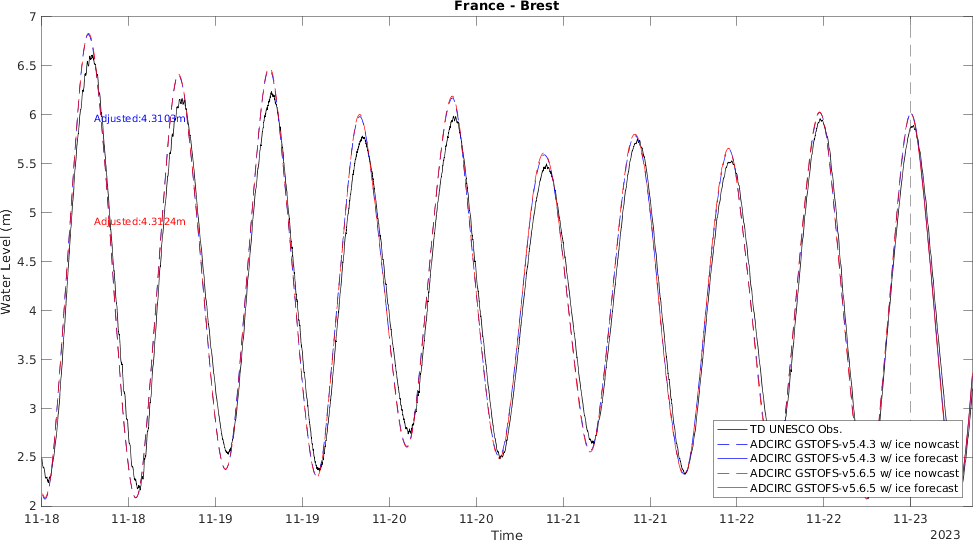 France - Brest
7
6.5
6
5.5
5
4.5
4
3.5
3
2.5
2
Water Level (m)
Adjusted:4.3103m
Adjusted:4.3124m
TD UNESCO Obs.
ADCIRC GSTOFS-v5.4.3 w/ ice nowcast
ADCIRC GSTOFS-v5.4.3 w/ ice forecast
ADCIRC GSTOFS-v5.6.5 w/ ice nowcast
ADCIRC GSTOFS-v5.6.5 w/ ice forecast
11-18 11-18 11-19 11-19 11-20 11-20 11-21 11-21 11-22 11-22 11-23
Time
2023